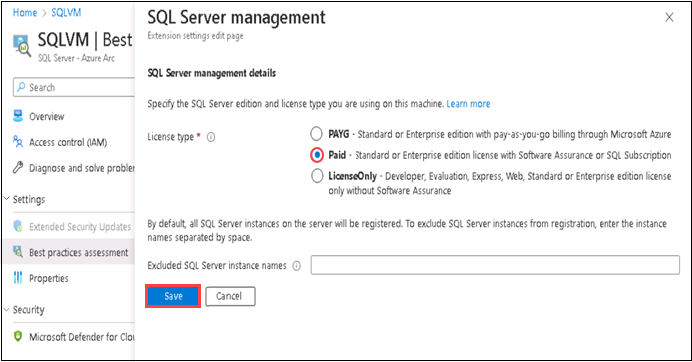 Home > SQLVM >
SQLVM | Best
SQL Server - Azure Arc
Search
Overview
Access control (IAM)
Diagnose and solve problem
Settings
Extended Security Updates
Best practices assessment
Properties
Security
Microsoft Defender for Clou
SQL Server management
Extension settings edit page
SQL Server management details
Specify the SQL Server edition and license type you are using on this machine. Learn more
License type *
PAYG - Standard or Enterprise edition with pay-as-you-go billing through Microsoft Azure
Paid - Standard or Enterprise edition license with Software Assurance or SQL Subscription
LicenseOnly - Developer, Evaluation, Express, Web, Standard or Enterprise edition license
only without Software Assurance
By default, all SQL Server instances on the server will be registered. To exclude SQL Server instances from registration, enter the instance
names separated by space.
Excluded SQL Server instance names
Save
Cancel